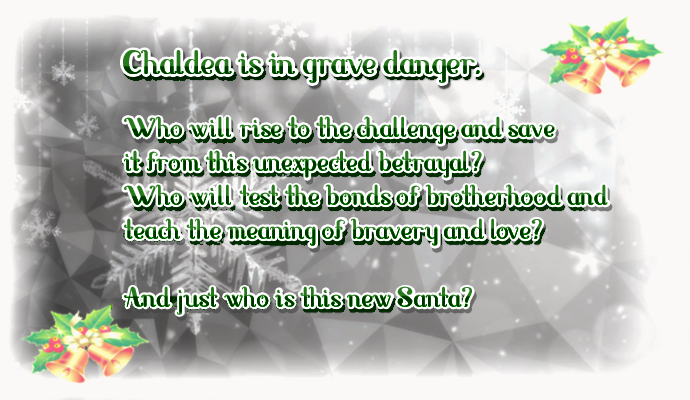 Chaldea is in grave danger.
Who will rise to the challenge and save
it from this unexpected betrayal?
Who will test the bonds of brotherhood and
teach the meaning of bravery and love?
And just who is this new Santa?